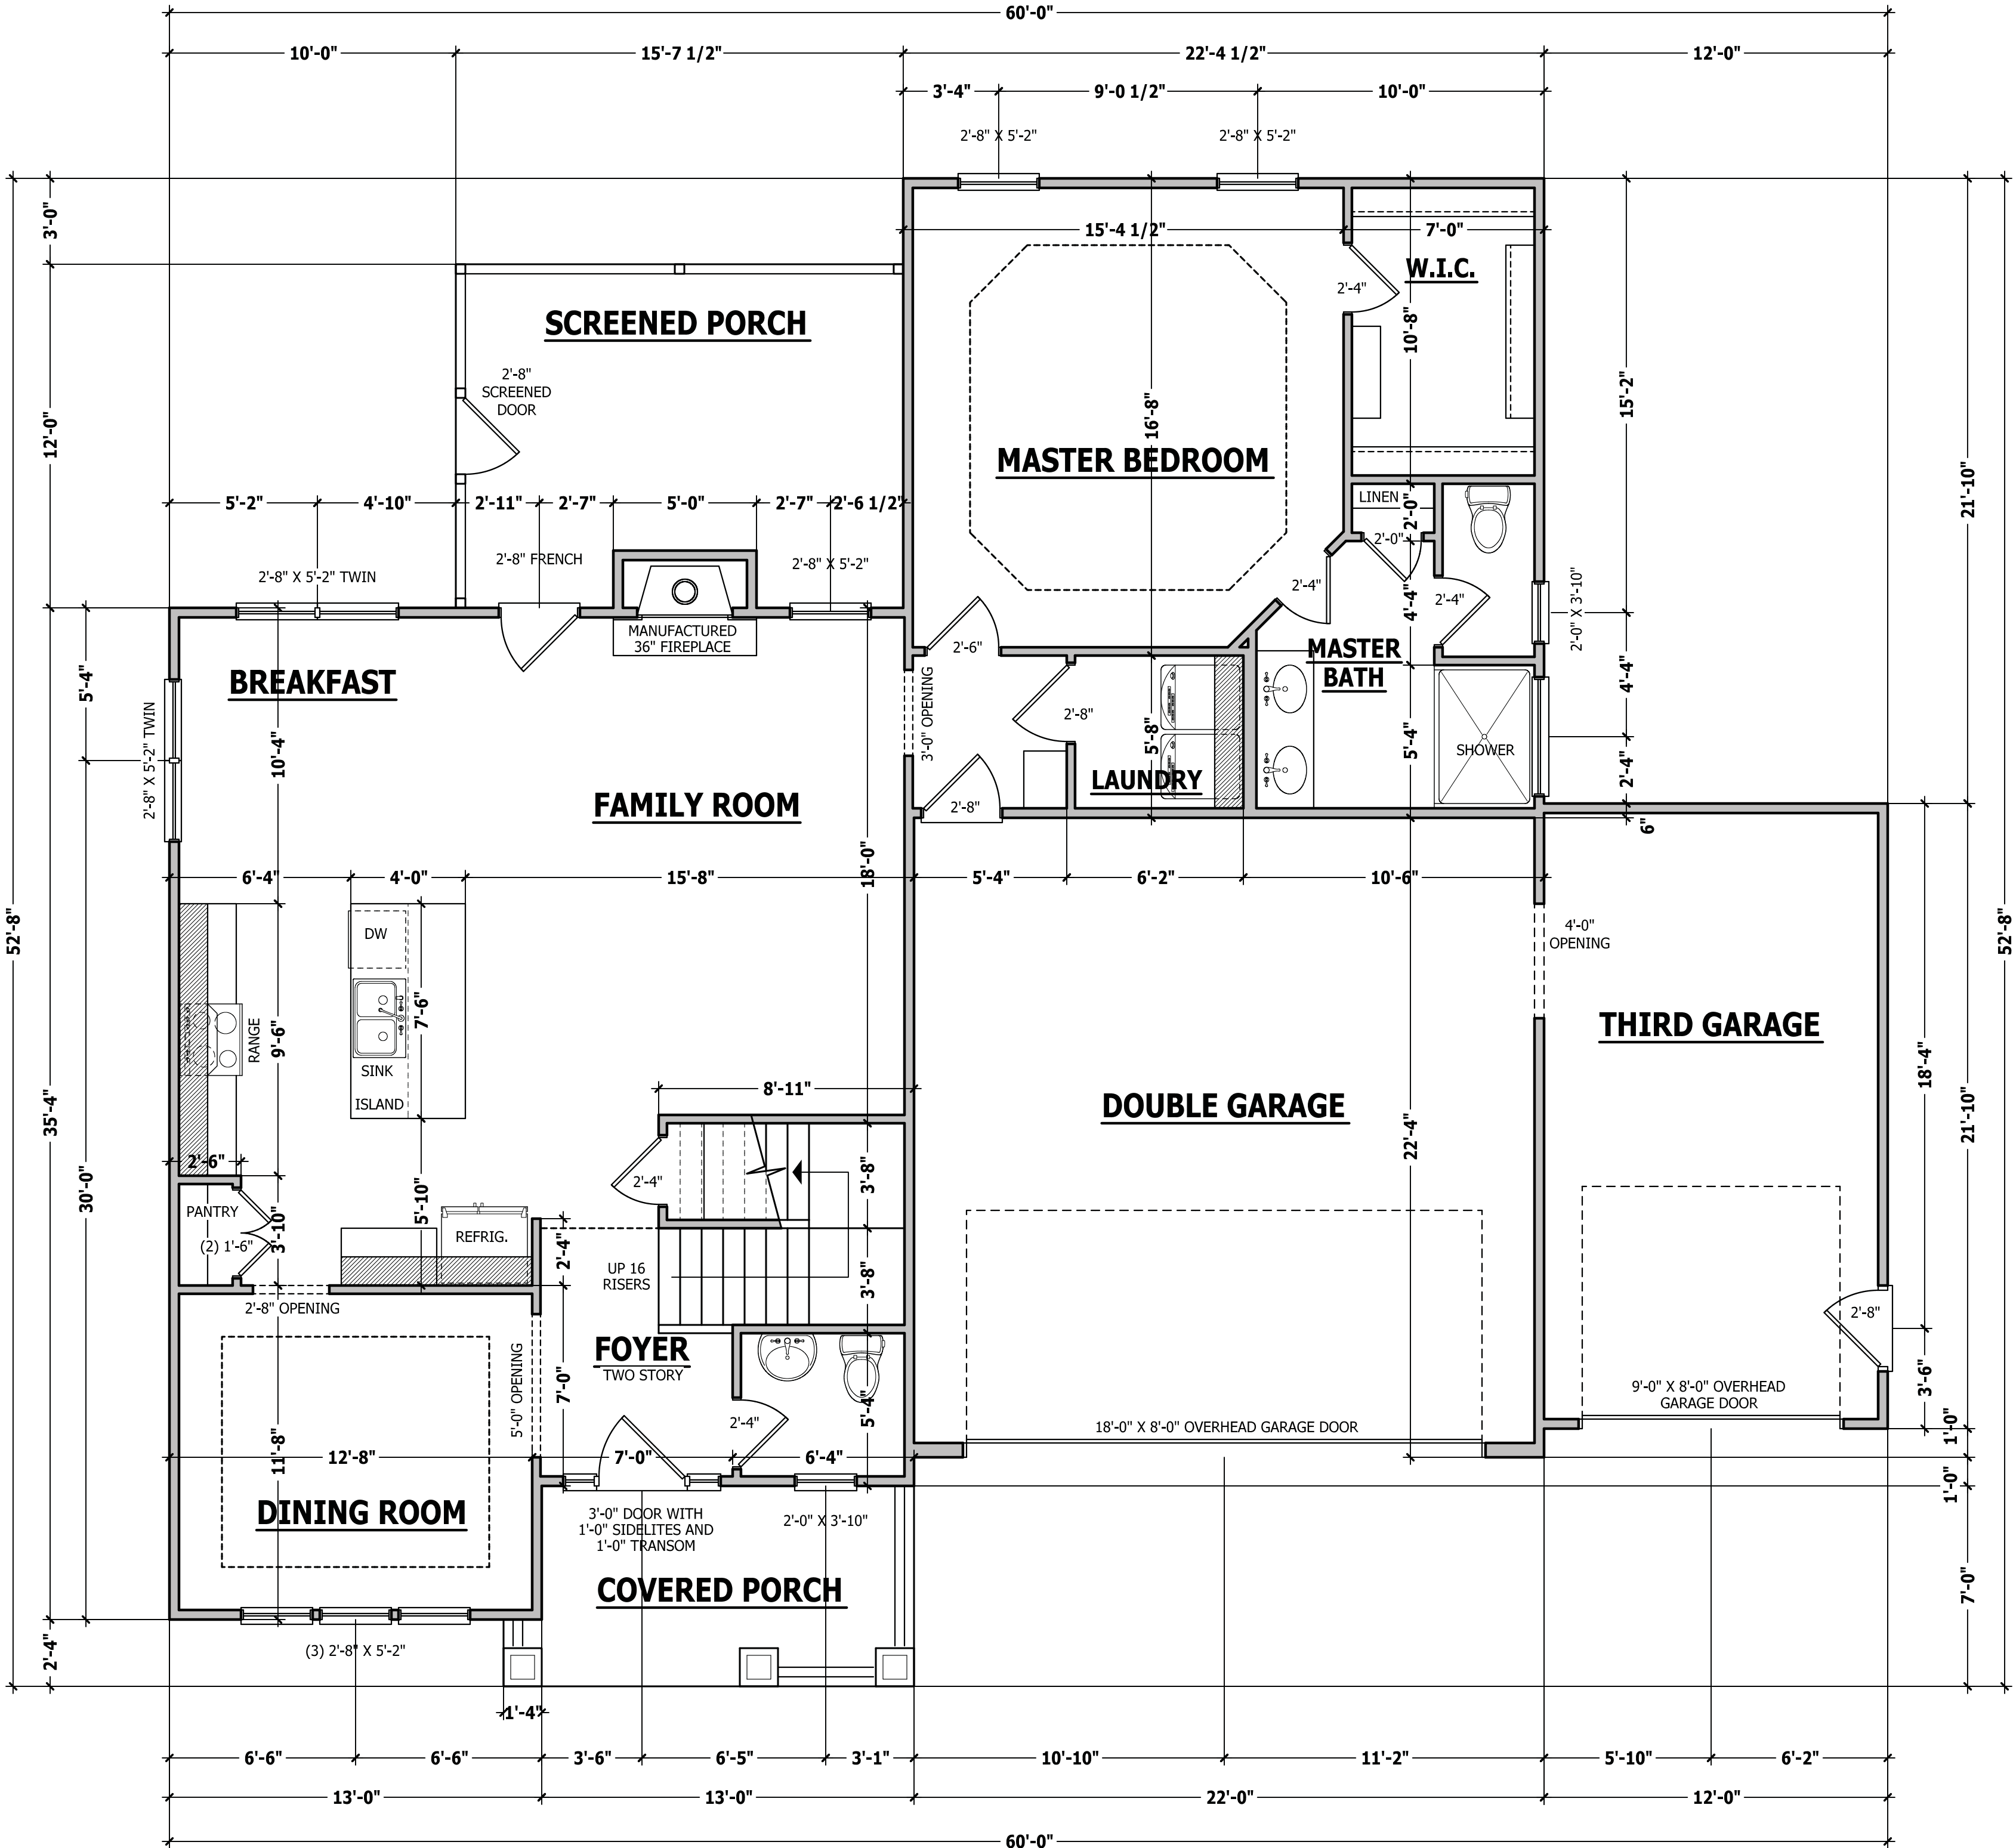 60'-0"
10'-0" 15'-7 1/2" 22'-4 1/2" 12'-0"
3'-4" 9'-0 1/2" 10'-0"
2'-8" X 5'-2" 2'-8" X 5'-2"
3'-0"
15'-4 1/2" 7'-0"
W.I.C.
2'-4"
10'-8"
SCREENED PORCH
2'-8"
SCREENED
DOOR
12'-0"
16'-8"
15'-2"
MASTER BEDROOM
21'-10"
5'-2" 4'-10" 2'-11" 2'-7" 5'-0" 2'-7" 2'-6 1/2"
LINEN
2'-0"
2'-0"
2'-8" X 5'-2" TWIN
2'-8" FRENCH
2'-8" X 5'-2"
2'-4"
4'-4"
2'-4"
2'-0" X 3'-10"
MANUFACTURED
36" FIREPLACE
2'-6"
MASTER
BATH
BREAKFAST
5'-4"
2'-8" X 5'-2" TWIN
10'-4"
3'-0" OPENING
2'-8"
5'-8"
5'-4"
SHOWER
4'-4"
2'-4"
6"
LAUNDRY
FAMILY ROOM
2'-8"
18'-0"
6'-4" 4'-0" 15'-8" 5'-4" 6'-2" 10'-6"
52'-8"
52'-8"
DW
4'-0"
OPENING
7'-6"
9'-6"
RANGE
SINK
ISLAND
THIRD GARAGE
18'-4"
8'-11"
DOUBLE GARAGE
35'-4"
22'-4"
21'-10"
2'-6"
30'-0"
2'-4"
3'-8"
PANTRY
(2) 1'-6"
3'-10"
5'-10"
REFRIG.
2'-4"
UP 16
RISERS
3'-8"
2'-8" OPENING
2'-8"
FOYER
TWO STORY
5'-0" OPENING
7'-0"
2'-4"
5'-4"
3'-6"
9'-0" X 8'-0" OVERHEAD
GARAGE DOOR
18'-0" X 8'-0" OVERHEAD GARAGE DOOR
1'-0"
11'-8"
12'-8" 7'-0" 6'-4"
1'-0"
DINING ROOM
3'-0" DOOR WITH
1'-0" SIDELITES AND
1'-0" TRANSOM
2'-0" X 3'-10"
COVERED PORCH
7'-0"
2'-4"
(3) 2'-8" X 5'-2"
1'-4"
6'-6" 6'-6" 3'-6" 6'-5" 3'-1" 10'-10" 11'-2" 5'-10" 6'-2"
13'-0" 13'-0" 22'-0" 12'-0"
60'-0"